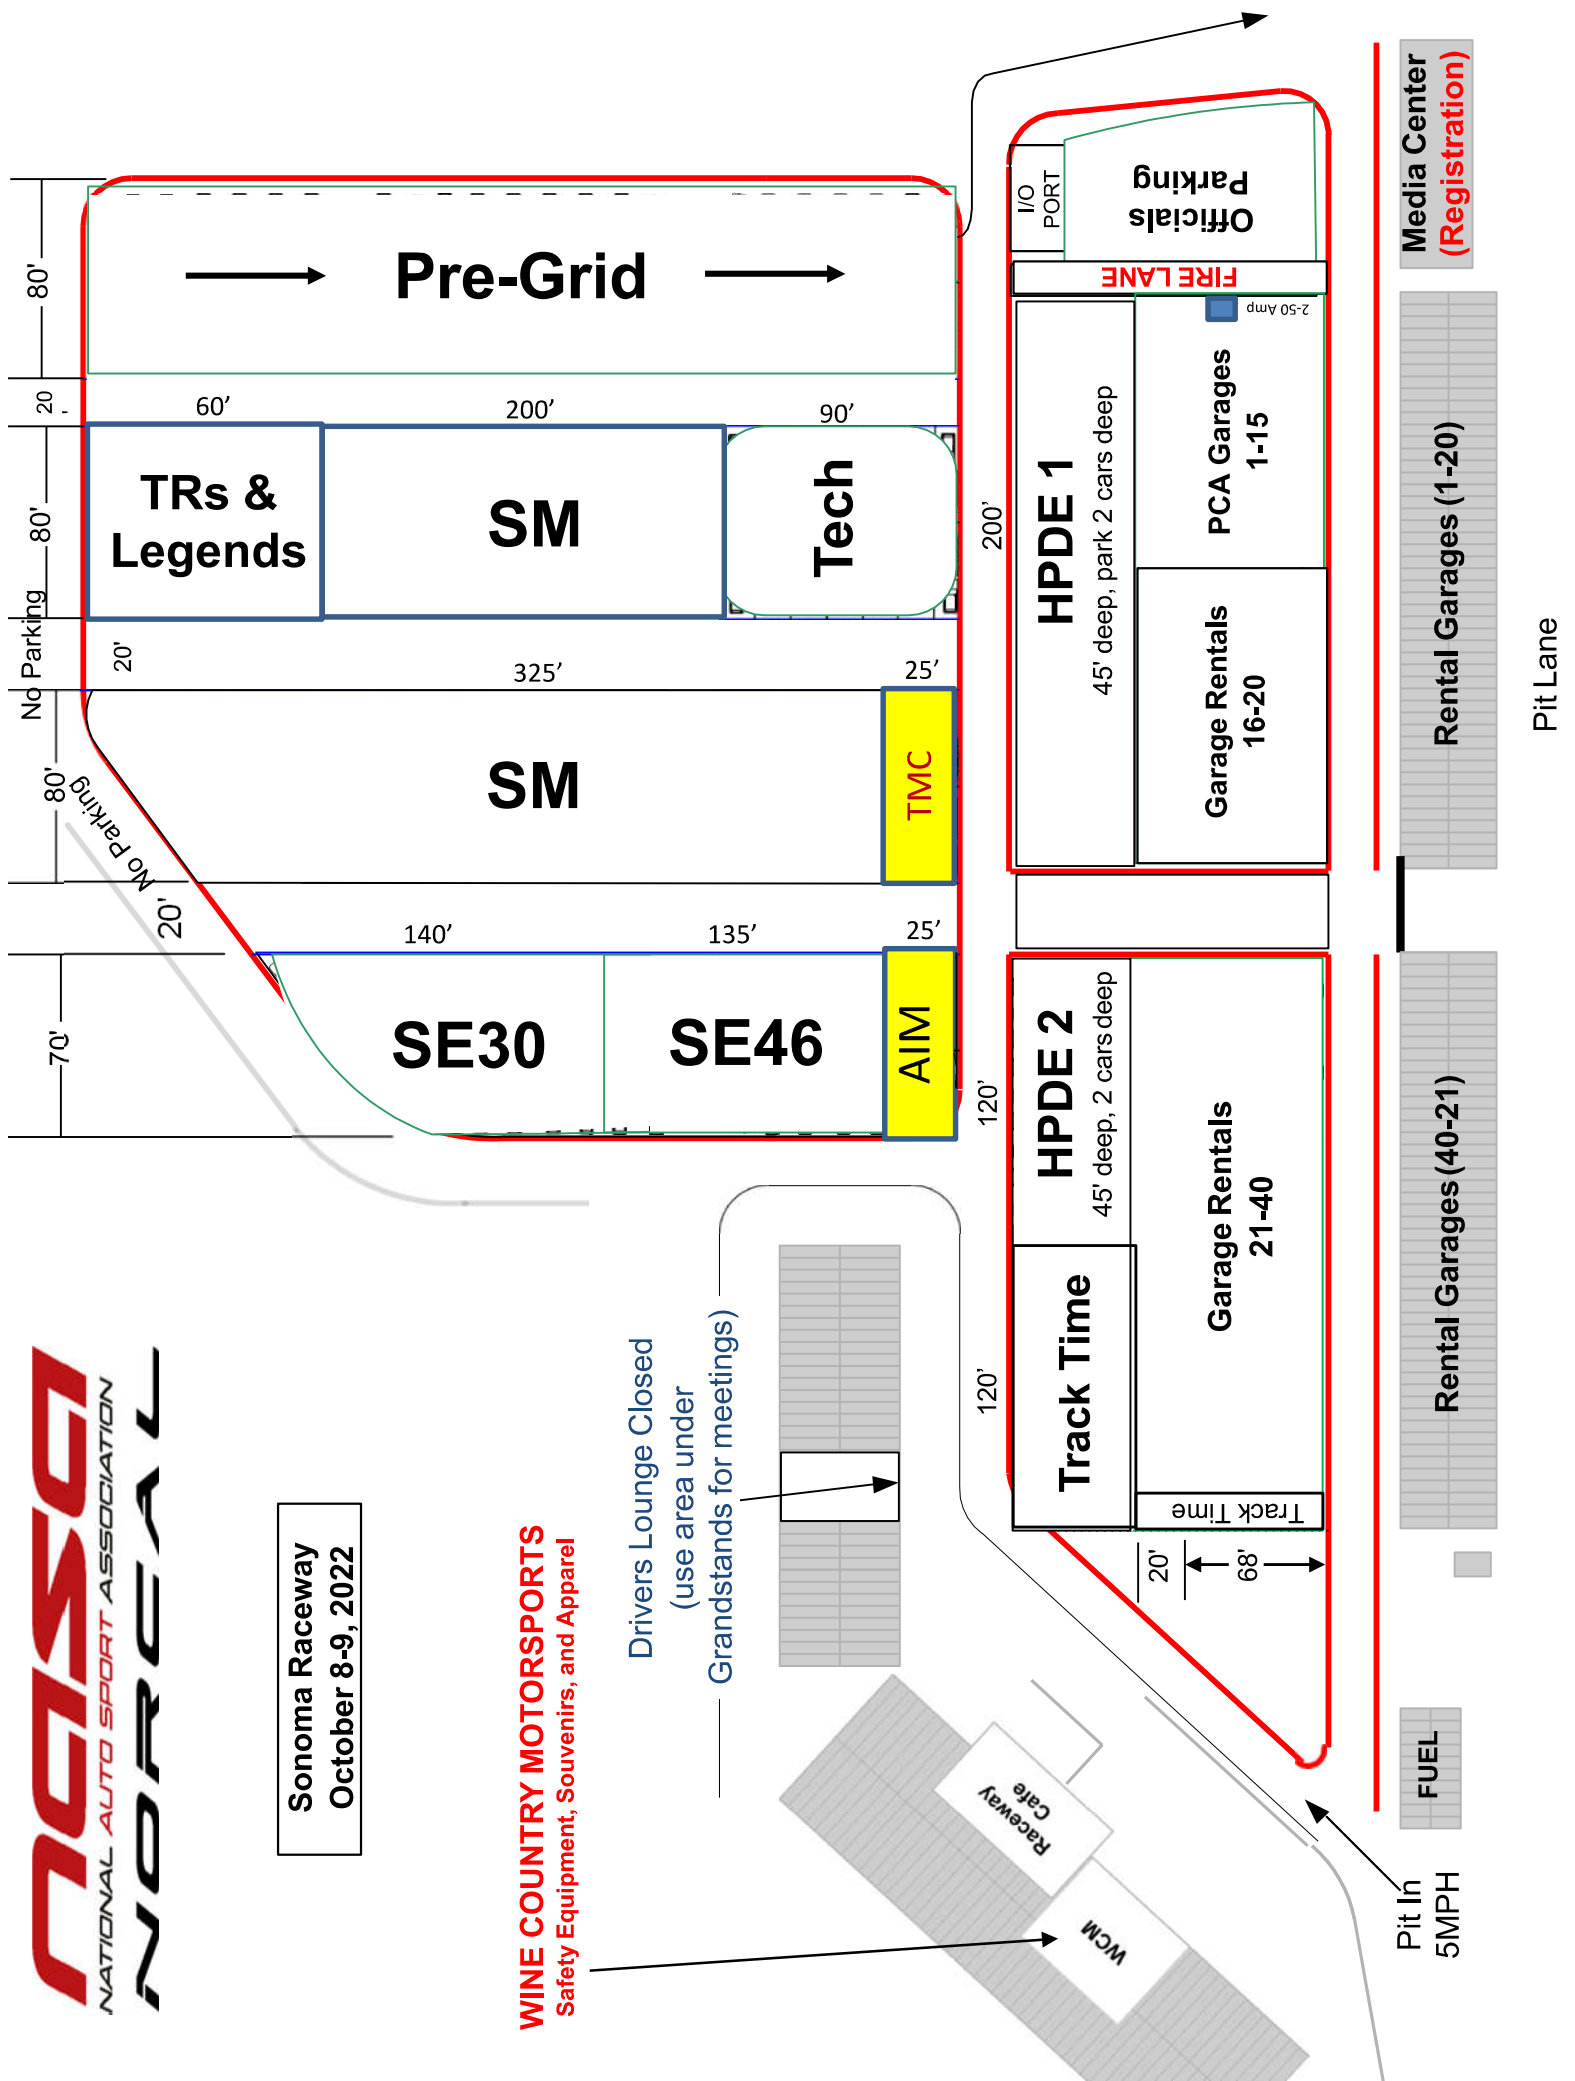 nasa
NATIONAL AUTO SPORT ASSOCIATION
NORCAL
Sonoma Raceway
October 8-9, 2022
WINE COUNTRY MOTORSPORTS
Safety Equipment, Souvenirs, and Apparel
Drivers Lounge Closed
(use area under
Grandstands for meetings)
80'
20
'
80'
No Parking
20'
80'
No Parking
20'
70'
Pre-Grid
60’
200’
90’
TRs &
Legends
SM
Tech
325’
25’
SM
TMC
140’
135’
25’
SE30
SE46
AIM
I/O
PORT
Officials
Parking
FIRE LANE
2-50 Amp
200'
HPDE 1
45' deep, park 2 cars deep
PCA Garages
1-15
Garage Rentals
16-20
120'
HPDE 2
45' deep, 2 cars deep
Garage Rentals
21-40
120'
Track Time
Track Time
20'
68'
Media Center
(Registration)
Rental Garages (1-20)
Pit Lane
Rental Garages (40-21)
FUEL
Raceway
Cafe
WCM
Pit In
5MPH